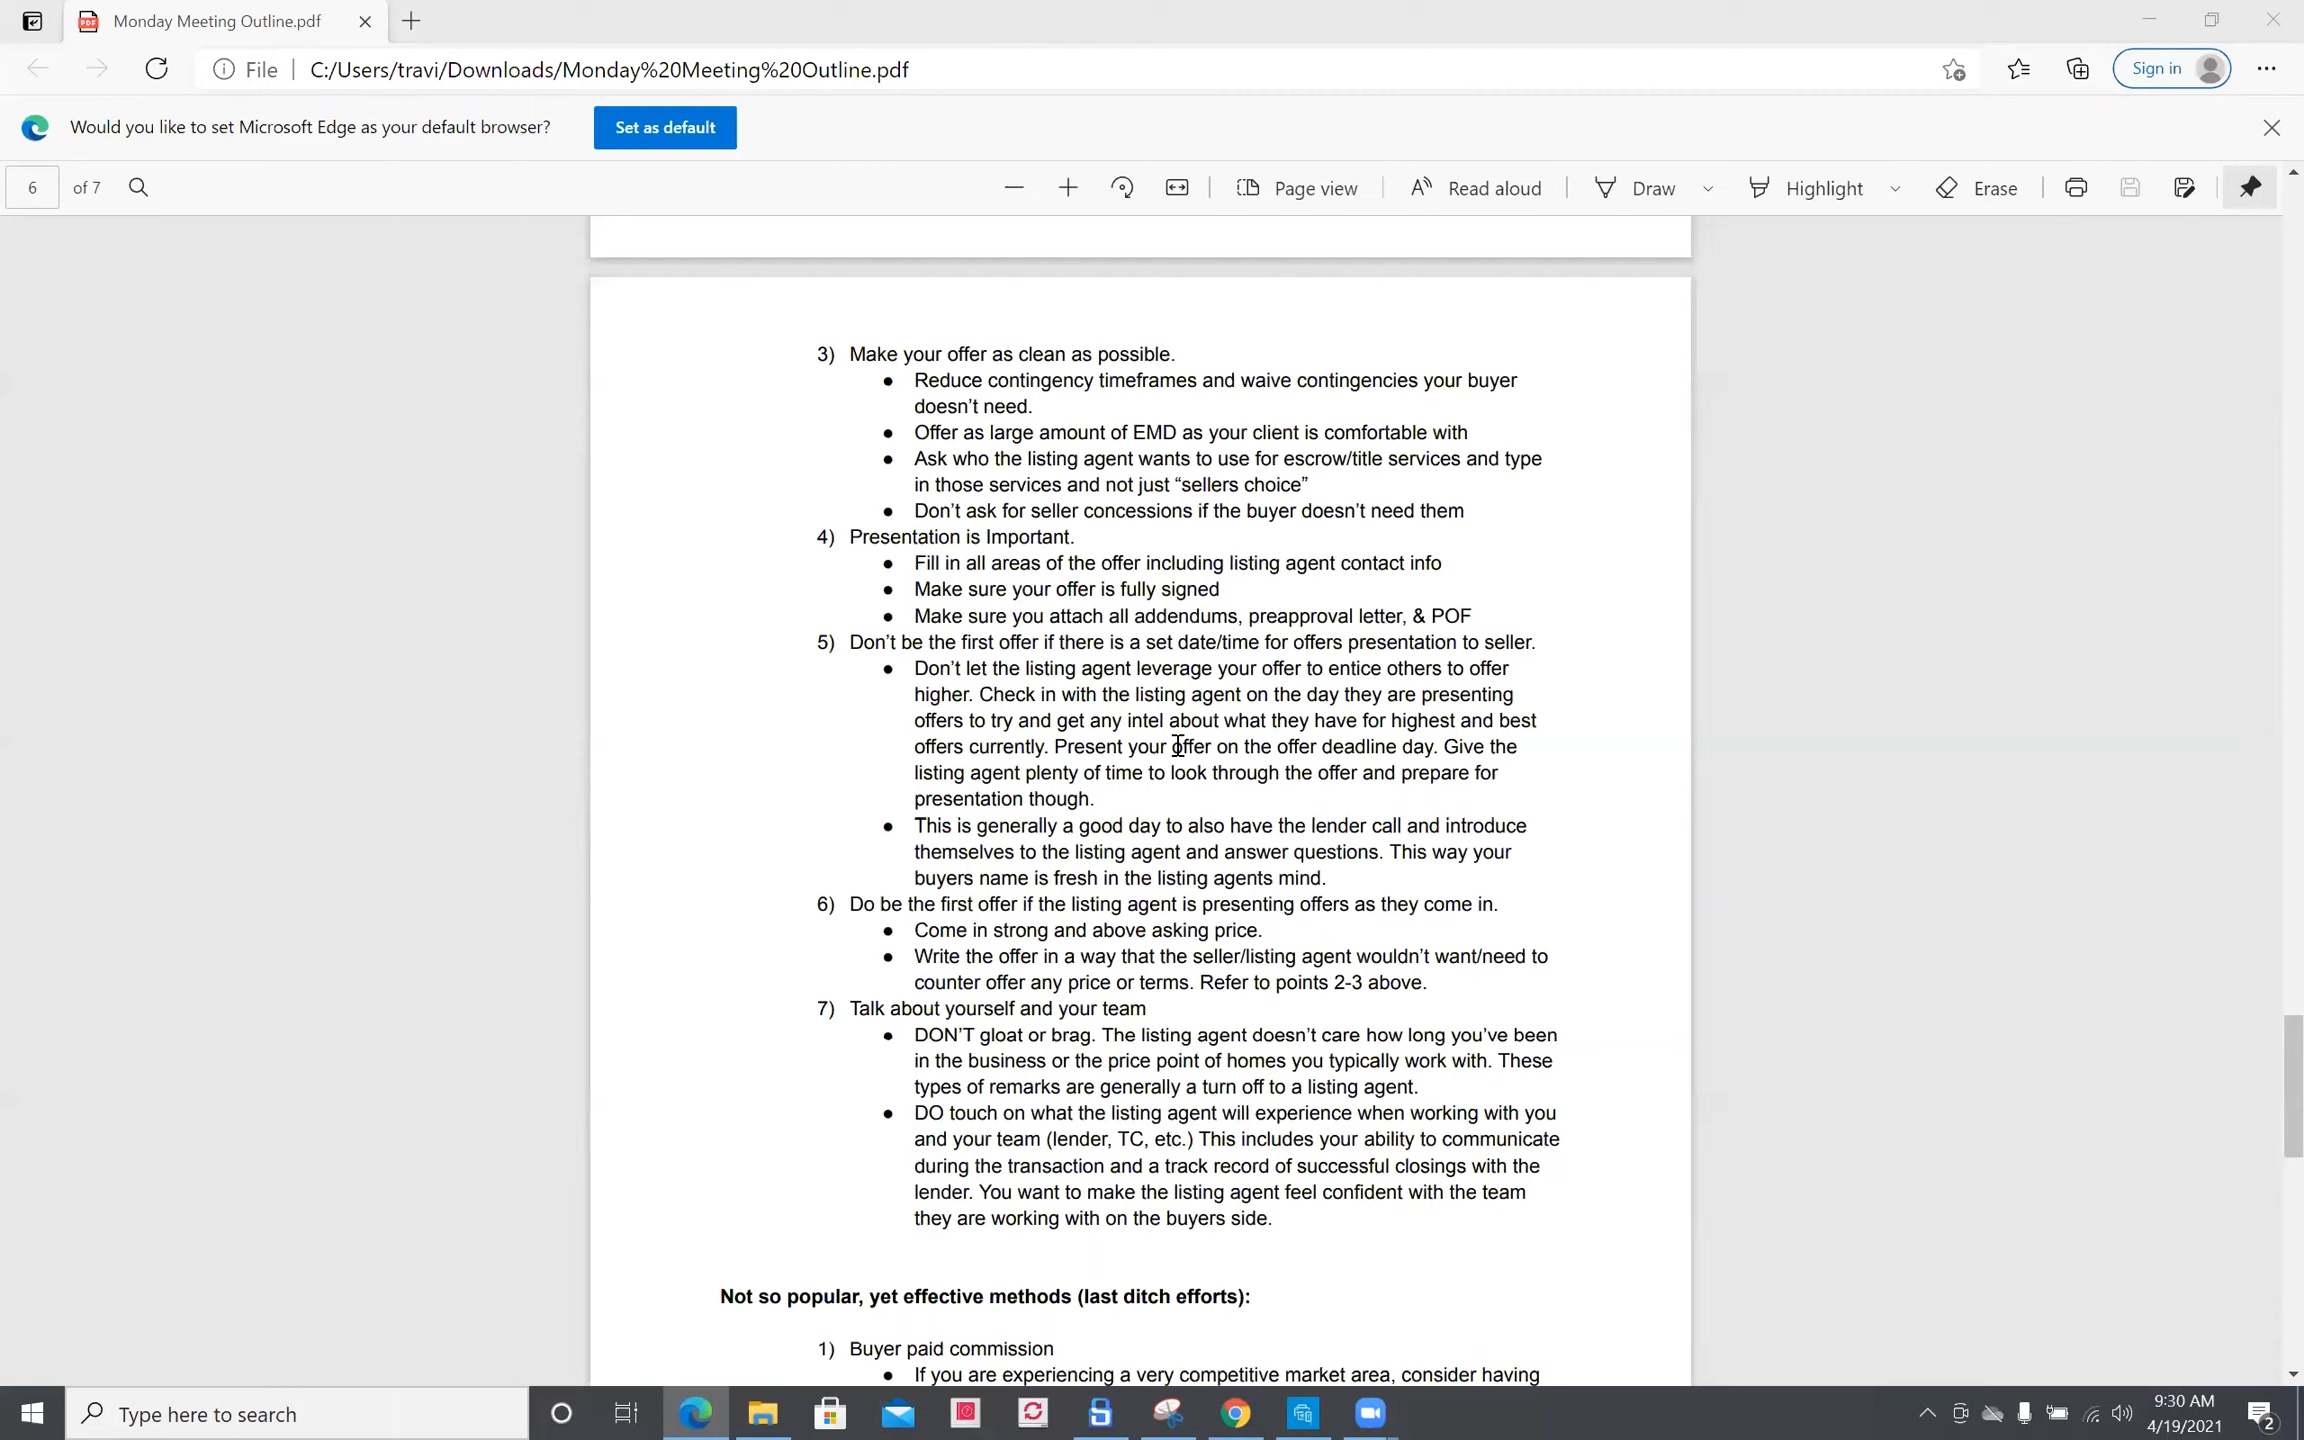 Monday Meeting Outline.pdf
File C:/Users/travi/Downloads/Monday%20Meeting%20Outline.pdf
Sign in
Would you like to set Microsoft Edge as your default browser? Set as default
6 of 7 Page view Read aloud Draw Highlight Erase
3) Make your offer as clean as possible.
● Reduce contingency timeframes and waive contingencies your buyer
doesn’t need.
● Offer as large amount of EMD as your client is comfortable with
● Ask who the listing agent wants to use for escrow/title services and type
in those services and not just “sellers choice”
● Don’t ask for seller concessions if the buyer doesn’t need them
4) Presentation is Important.
● Fill in all areas of the offer including listing agent contact info
● Make sure your offer is fully signed
● Make sure you attach all addendums, preapproval letter, & POF
5) Don’t be the first offer if there is a set date/time for offers presentation to seller.
● Don’t let the listing agent leverage your offer to entice others to offer
higher. Check in with the listing agent on the day they are presenting
offers to try and get any intel about what they have for highest and best
offers currently. Present your offer on the offer deadline day. Give the
listing agent plenty of time to look through the offer and prepare for
presentation though.
● This is generally a good day to also have the lender call and introduce
themselves to the listing agent and answer questions. This way your
buyers name is fresh in the listing agents mind.
6) Do be the first offer if the listing agent is presenting offers as they come in.
● Come in strong and above asking price.
● Write the offer in a way that the seller/listing agent wouldn’t want/need to
counter offer any price or terms. Refer to points 2-3 above.
7) Talk about yourself and your team
● DON’T gloat or brag. The listing agent doesn’t care how long you’ve been
in the business or the price point of homes you typically work with. These
types of remarks are generally a turn off to a listing agent.
● DO touch on what the listing agent will experience when working with you
and your team (lender, TC, etc.) This includes your ability to communicate
during the transaction and a track record of successful closings with the
lender. You want to make the listing agent feel confident with the team
they are working with on the buyers side.
Not so popular, yet effective methods (last ditch efforts):
1) Buyer paid commission
● If you are experiencing a very competitive market area, consider having
Type here to search
9:30 AM
4/19/2021
2